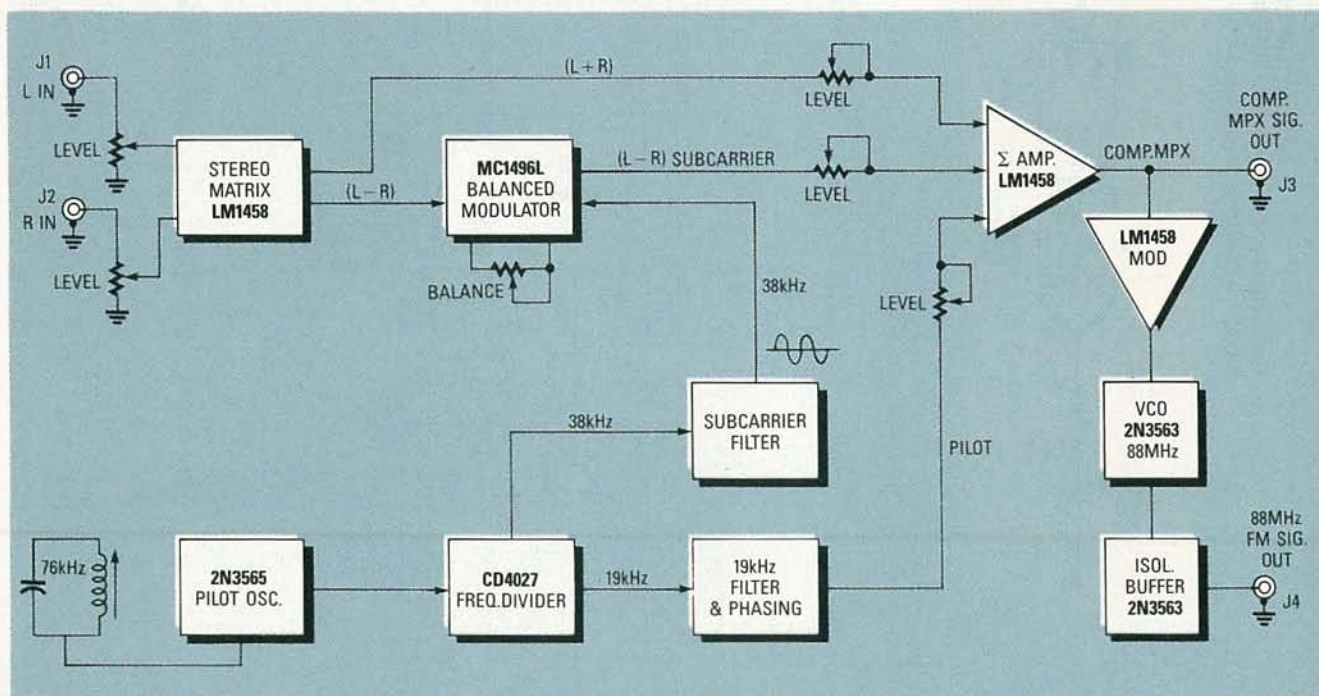 J1
L IN
LEVEL
J2
R IN
LEVEL
STEREO
MATRIX
LM1458
(L+R)
(L−R)
MC1496L
BALANCED
MODULATOR
BALANCE
(L−R) SUBCARRIER
LEVEL
LEVEL
Σ AMP.
LM1458
COMP.MPX
COMP.
MPX SIG.
OUT
J3
LM1458
MOD
LEVEL
38kHz
SUBCARRIER
FILTER
38kHz
PILOT
VCO
2N3563
88MHz
76kHz
2N3565
PILOT OSC.
CD4027
FREQ.DIVIDER
19kHz
19kHz
FILTER
& PHASING
ISOL.
BUFFER
2N3563
88MHz
FM SIG.
OUT
J4